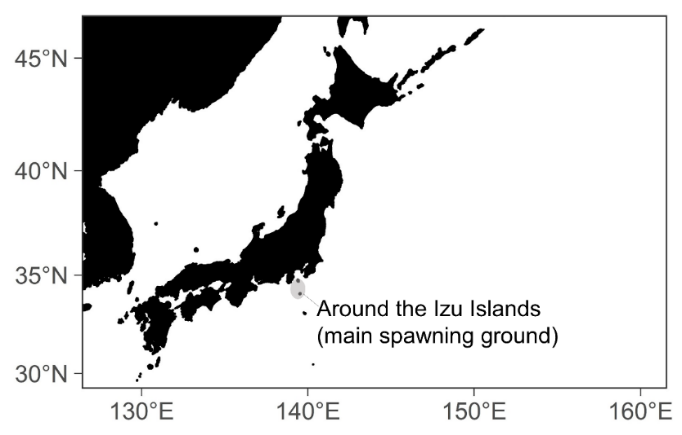 45°N
40°N
35°N
30°N
Around the Izu Islands
(main spawning ground)
130°E 140°E 150°E 160°E